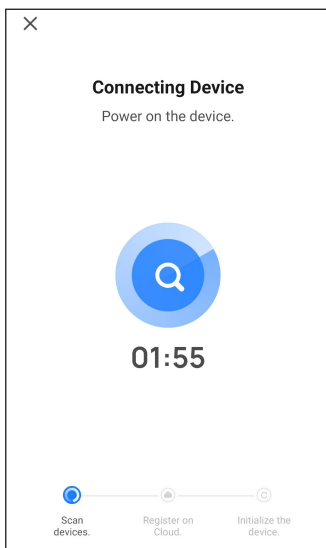 Connecting Device
Power on the device.
01:55
Scan
devices.
Register on
Cloud.
Initialize the
device.